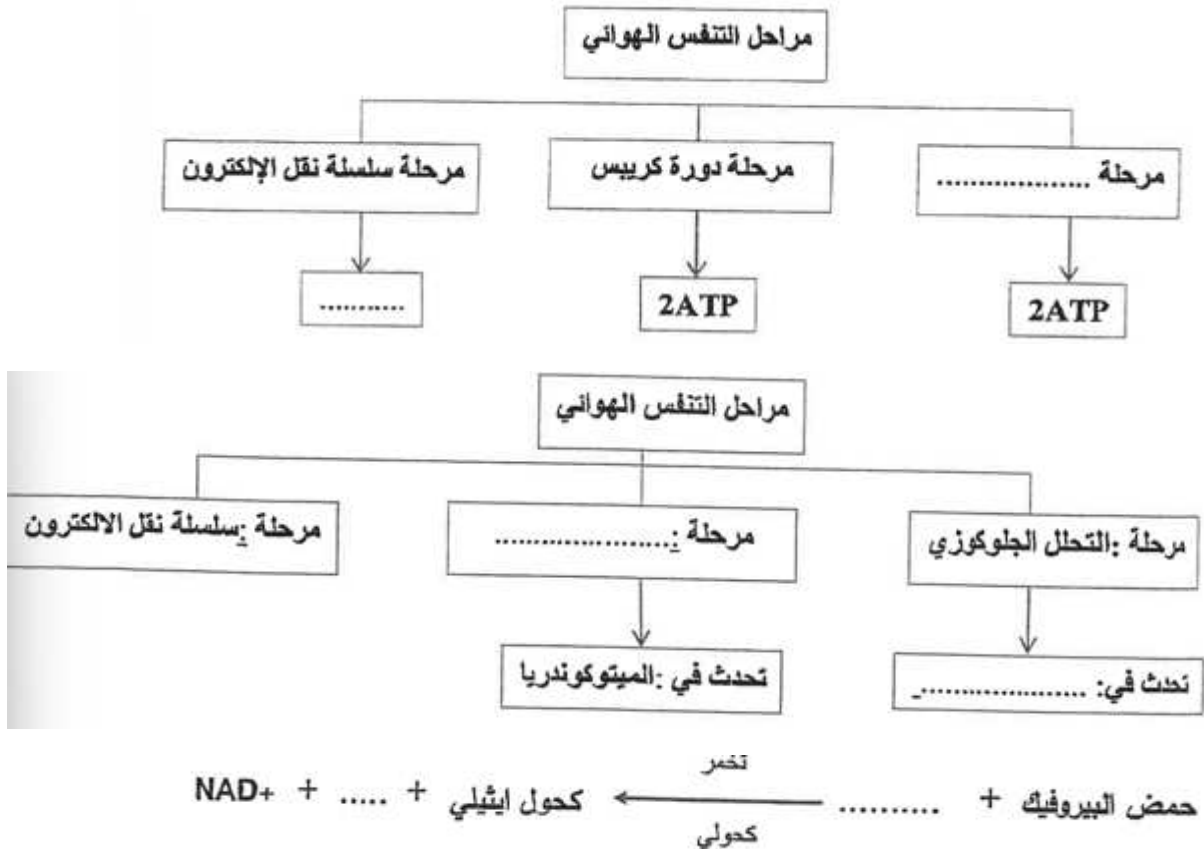 مراحل التنفس الهوائي
مرحلة ...................
مرحلة دورة كريبس
مرحلة سلسلة نقل الإلكترون
2ATP
2ATP
...........
مراحل التنفس الهوائي
مرحلة :التحلل الجلوكوزي
مرحلة :......................
مرحلة :سلسلة نقل الالكترون
تحدث في: .....................
تحدث في :الميتوكوندريا
تخمر
حمض البيروفيك + .......... ← كحول ايثيلي + ..... + NAD+
كحولي